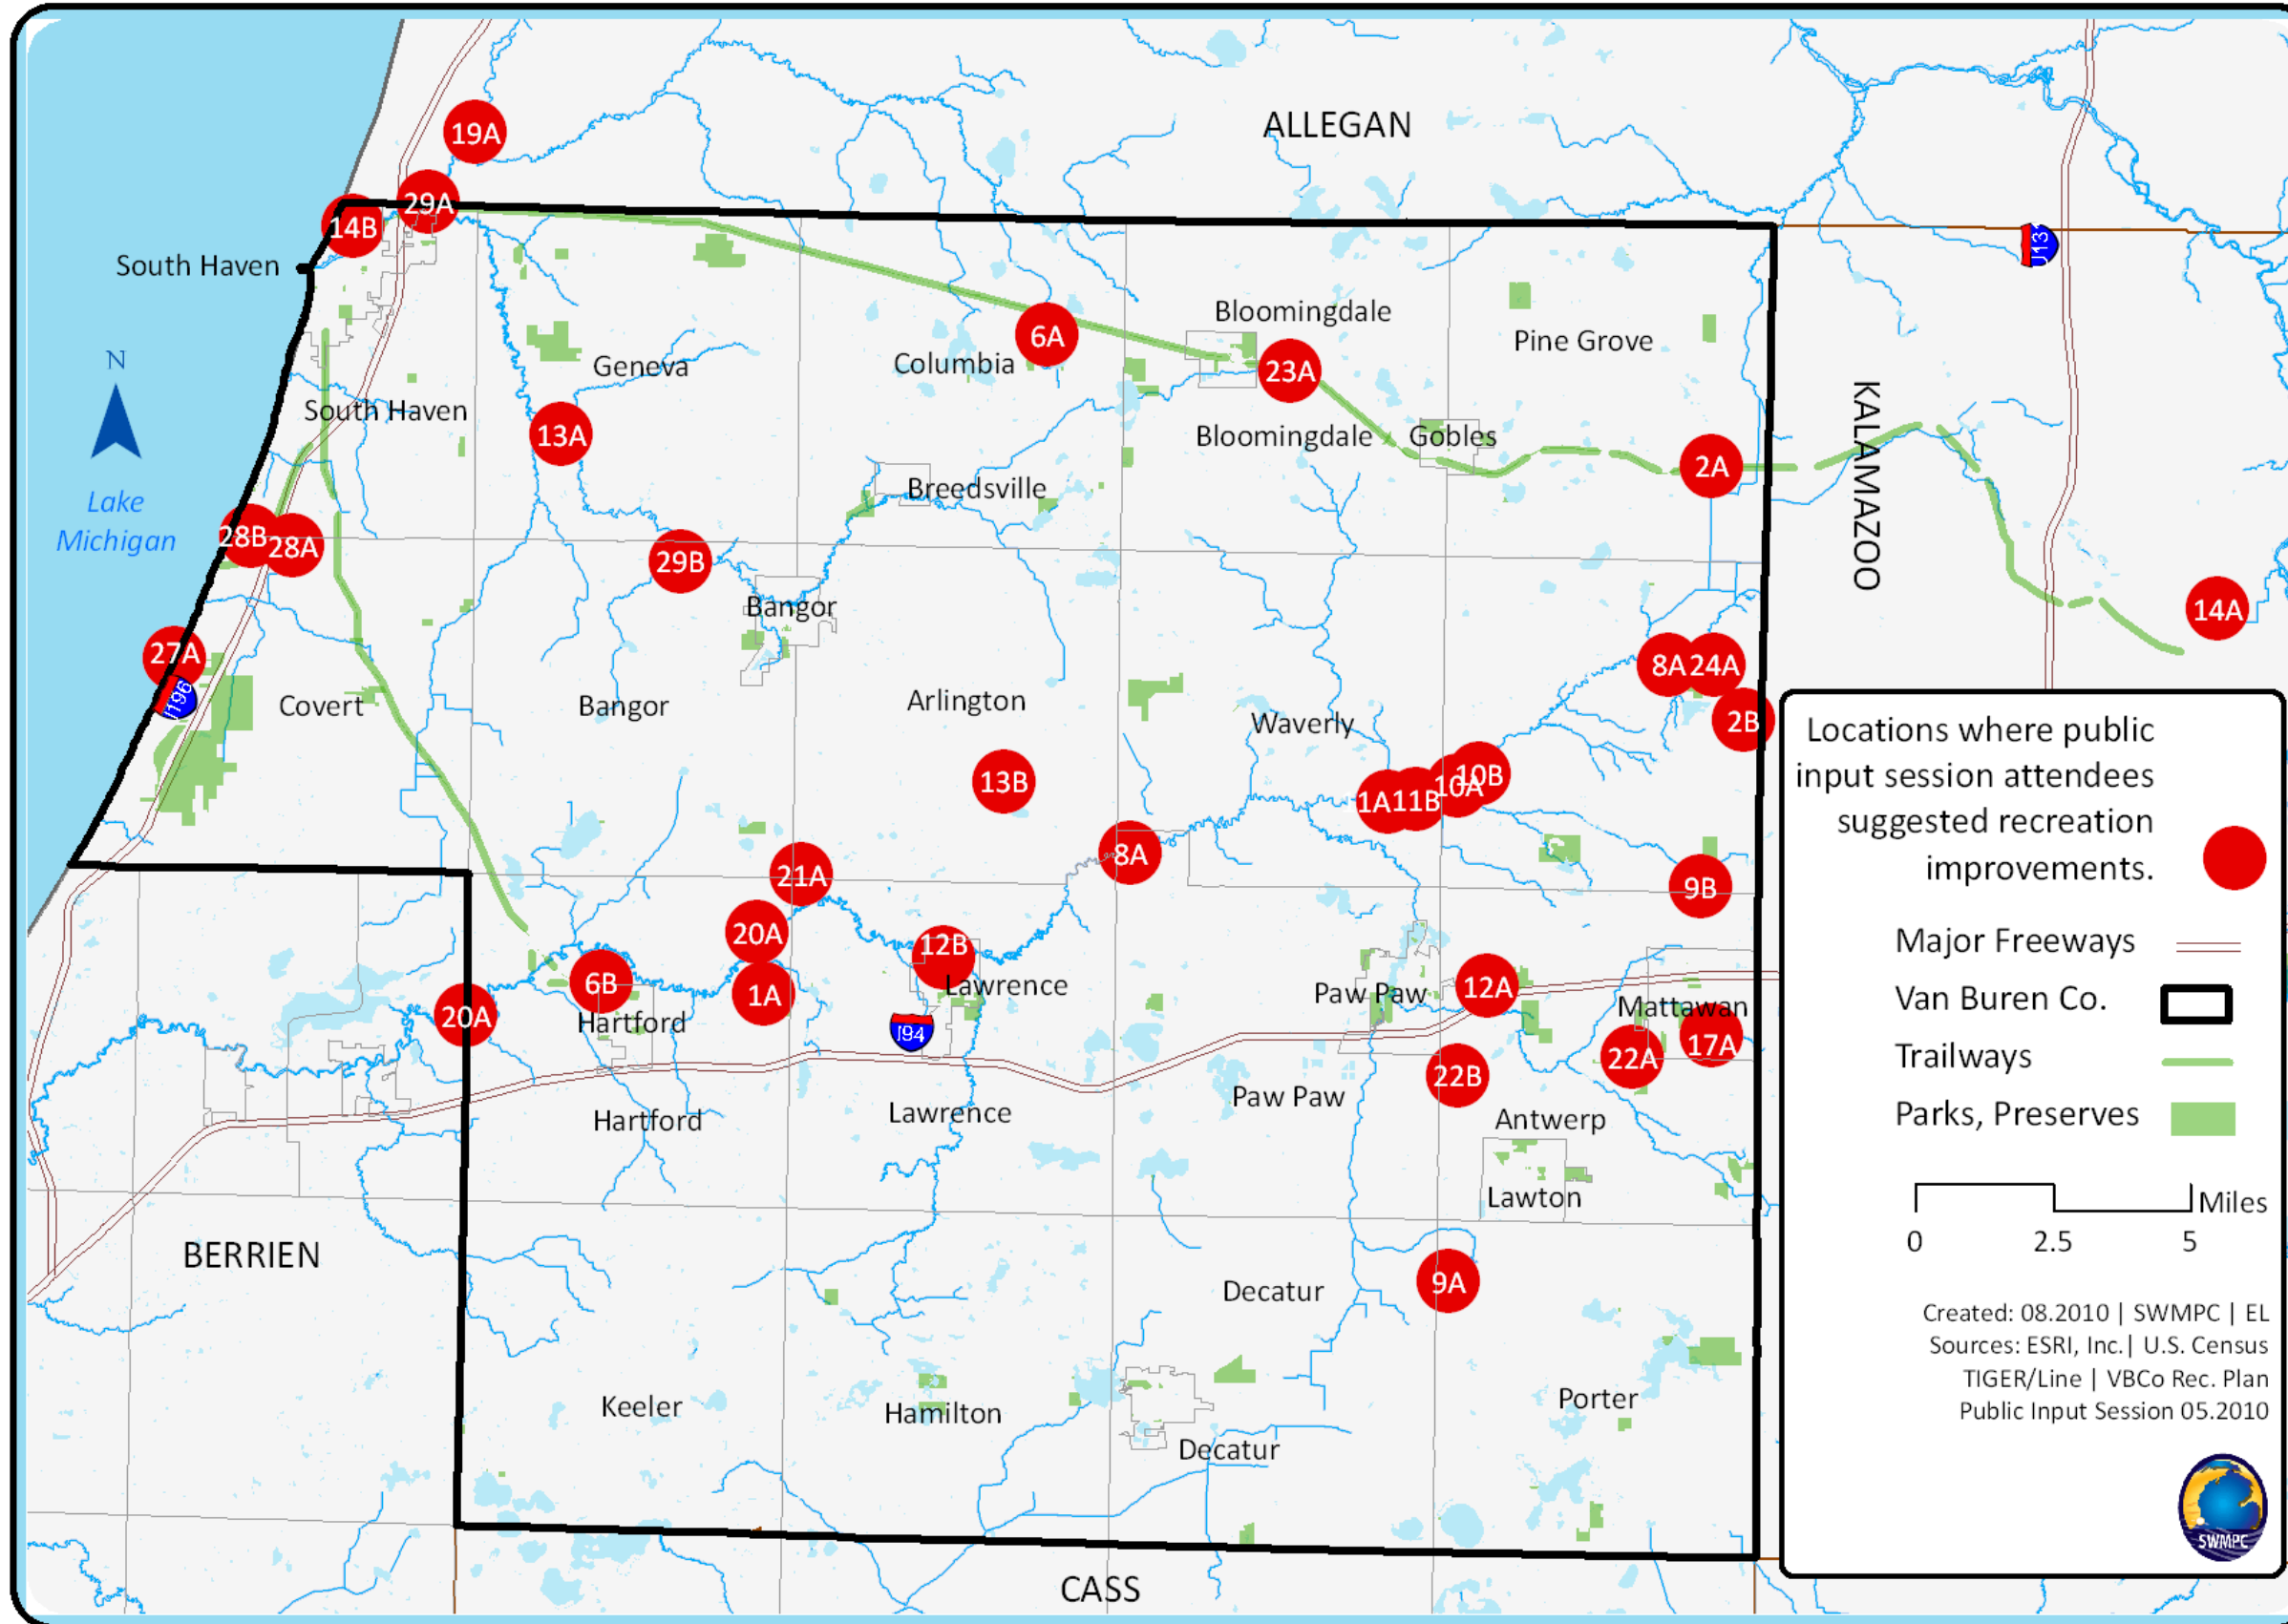 19A
ALLEGAN
29A
14B
South Haven
6A
Bloomingdale
23A
Pine Grove
N
Geneva
Columbia
South Haven
13A
Bloomingdale
Gobles
2A
KALAMAZOO
Breedsville
Lake
Michigan
28B
28A
29B
Bangor
14A
27A
I196
Covert
Bangor
Arlington
Waverly
8A
24A
2B
13B
1A
11B
10A
10B
8A
21A
9B
20A
12B
Lawrence
6B
1A
Hartford
20A
I94
Paw Paw
12A
Mattawan
17A
22A
22B
Hartford
Lawrence
Paw Paw
Antwerp
Lawton
BERRIEN
Decatur
9A
Keeler
Hamilton
Porter
Decatur
CASS
Locations where public
input session attendees
suggested recreation
improvements.
Major Freeways
Van Buren Co.
Trailways
Parks, Preserves
Miles
0 2.5 5
Created: 08.2010 | SWMPC | EL
Sources: ESRI, Inc.| U.S. Census
TIGER/Line | VBCo Rec. Plan
Public Input Session 05.2010
SWMPC